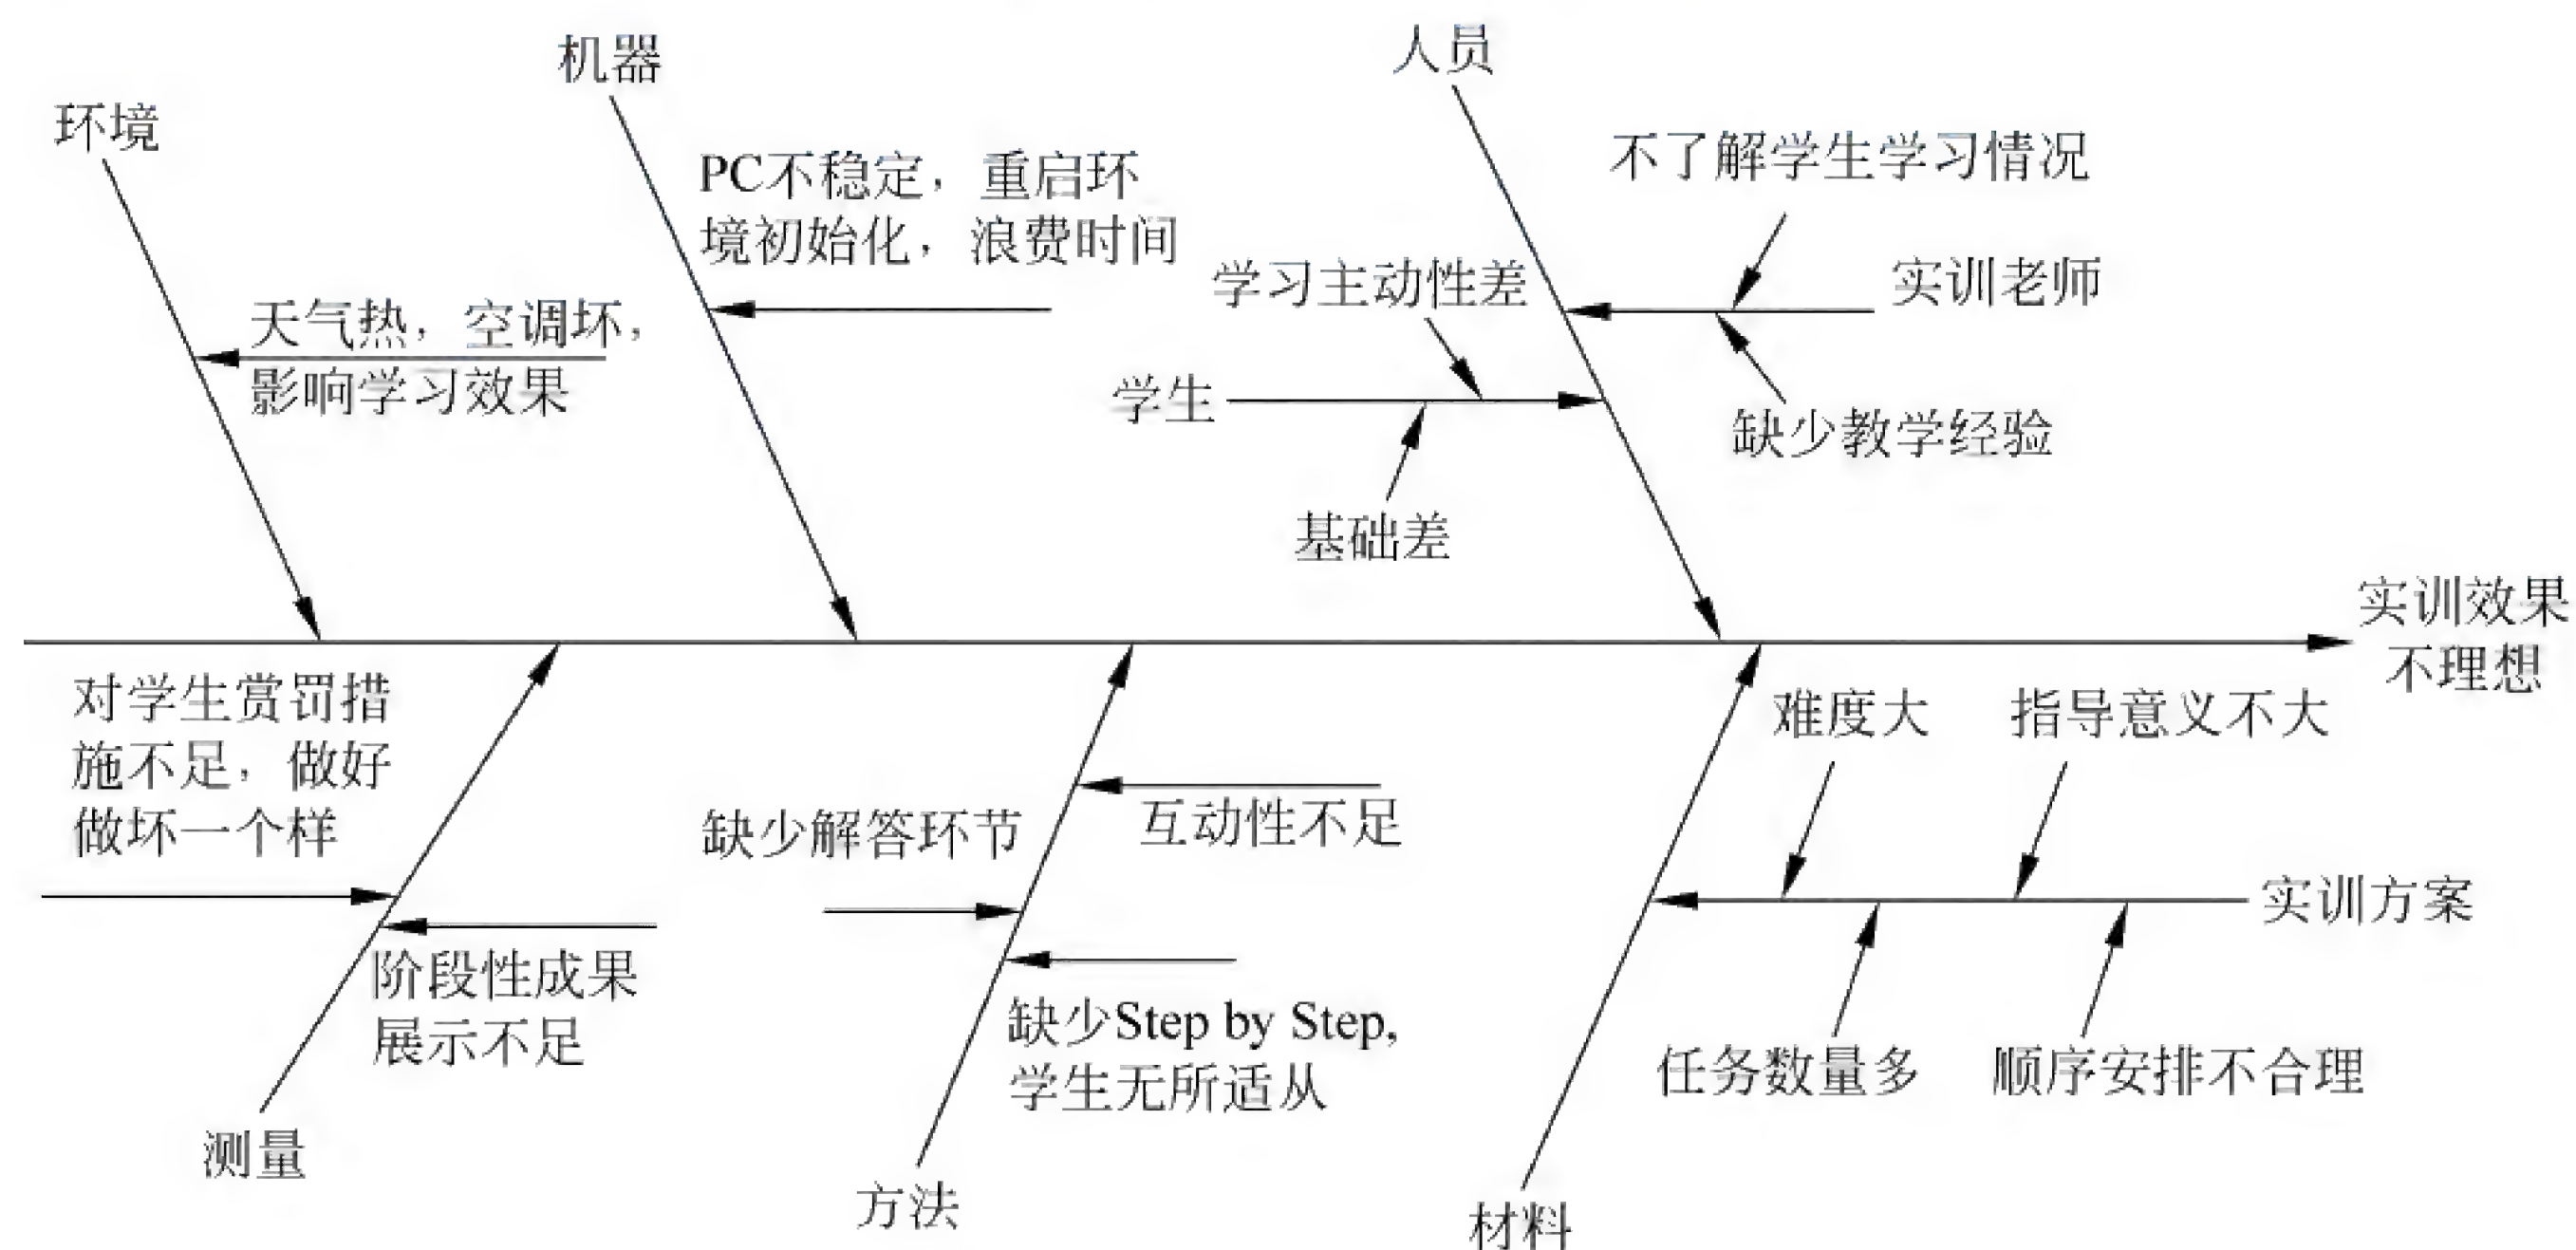 人员
机器
环境
不了解学生学习情况
PC不稳定，重启环
境初始化，浪费时间
学习主动性差
实训老师
天气热，空调坏，
影响学习效果
学生
缺少教学经验
基础差
实训效果
不理想
对学生赏罚措
施不足，做好
做坏一个样
难度大
指导意义不大
缺少解答环节
互动性不足
实训方案
阶段性成果
展示不足
缺少Step by Step,
学生无所适从
任务数量多
顺序安排不合理
测量
方法
材料